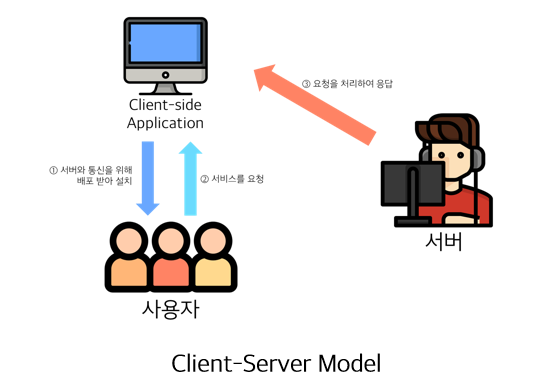 Client-side
Application
③ 요청을 처리하여 응답
① 서버와 통신을 위해
배포 받아 설치
② 서비스를 요청
서버
사용자
Client-Server Model